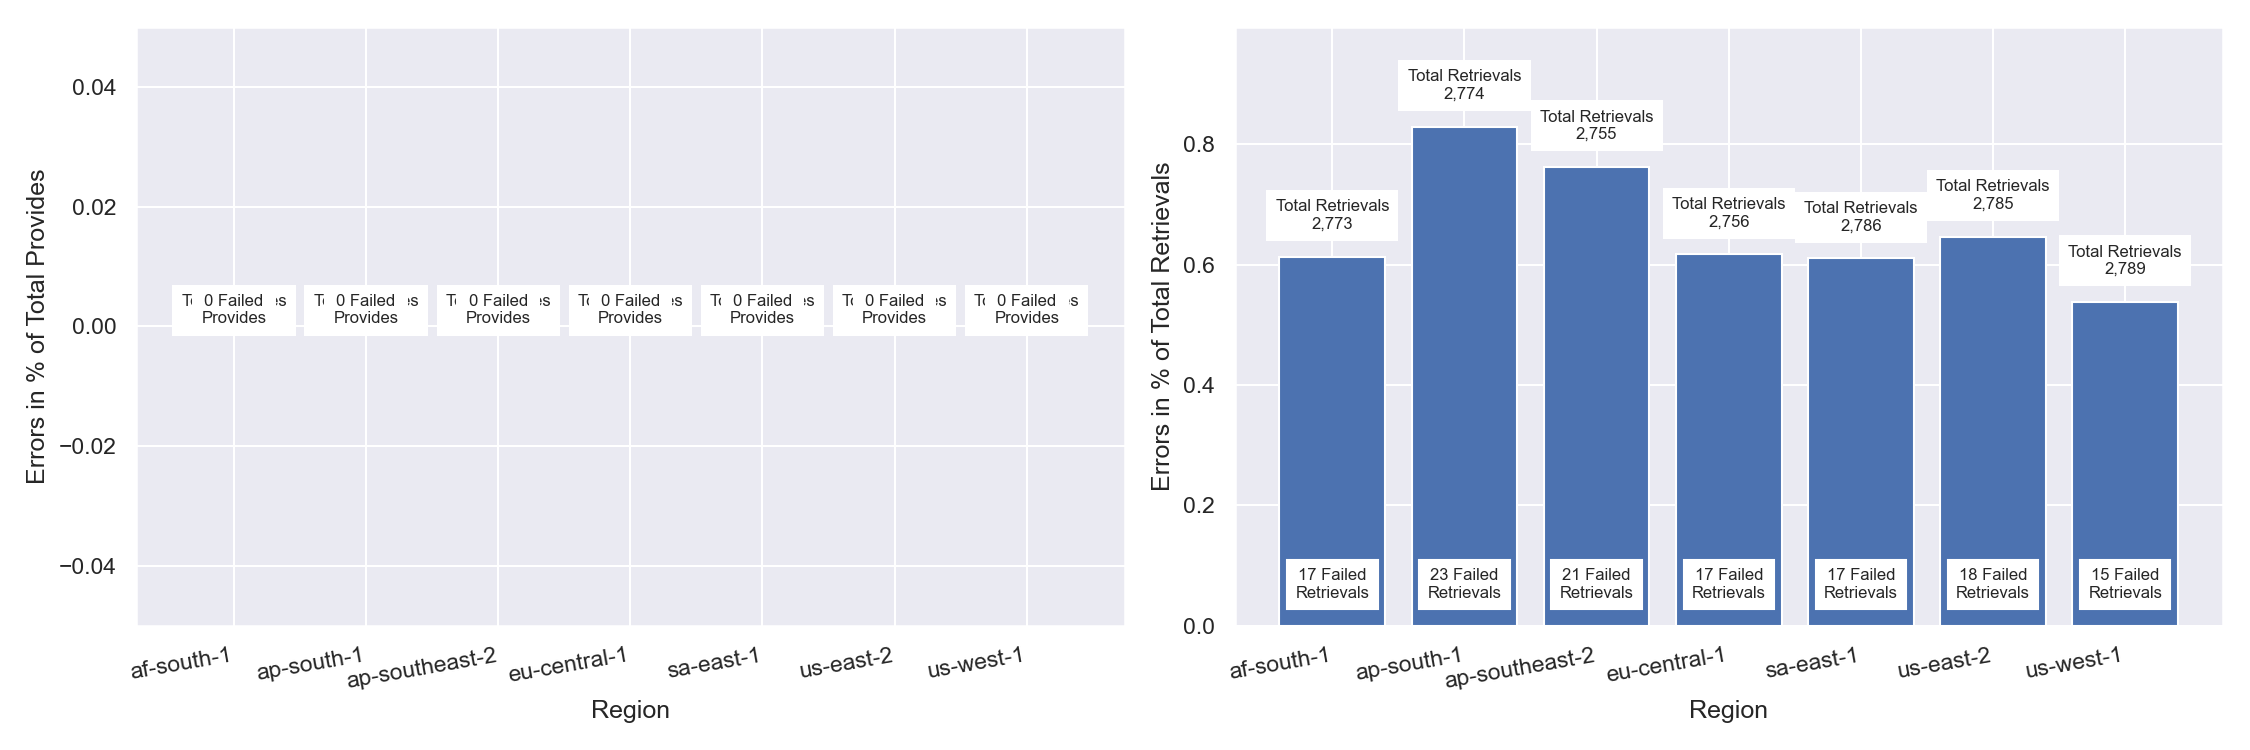 Errors in % of Total Provides
0.04
0.02
0.00
−0.02
−0.04
0 Failed
Provides
0 Failed
Provides
0 Failed
Provides
0 Failed
Provides
0 Failed
Provides
0 Failed
Provides
0 Failed
Provides
af-south-1
ap-south-1
ap-southeast-2
eu-central-1
sa-east-1
us-east-2
us-west-1
Region
Errors in % of Total Retrievals
0.8
0.6
0.4
0.2
0.0
Total Retrievals
2,773
Total Retrievals
2,774
Total Retrievals
2,755
Total Retrievals
2,756
Total Retrievals
2,786
Total Retrievals
2,785
Total Retrievals
2,789
17 Failed
Retrievals
23 Failed
Retrievals
21 Failed
Retrievals
17 Failed
Retrievals
17 Failed
Retrievals
18 Failed
Retrievals
15 Failed
Retrievals
af-south-1
ap-south-1
ap-southeast-2
eu-central-1
sa-east-1
us-east-2
us-west-1
Region